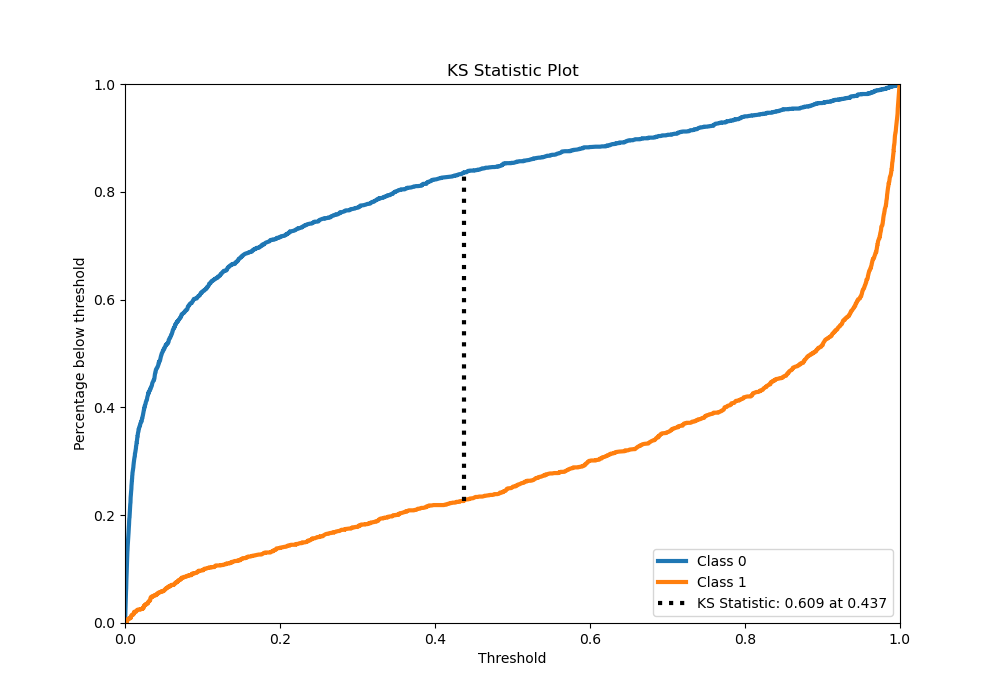 KS Statistic Plot
Percentage below threshold
1.0
0.8
0.6
0.4
0.2
0.0
0.0 0.2 0.4 0.6 0.8 1.0
Threshold
Class 0
Class 1
KS Statistic: 0.609 at 0.437